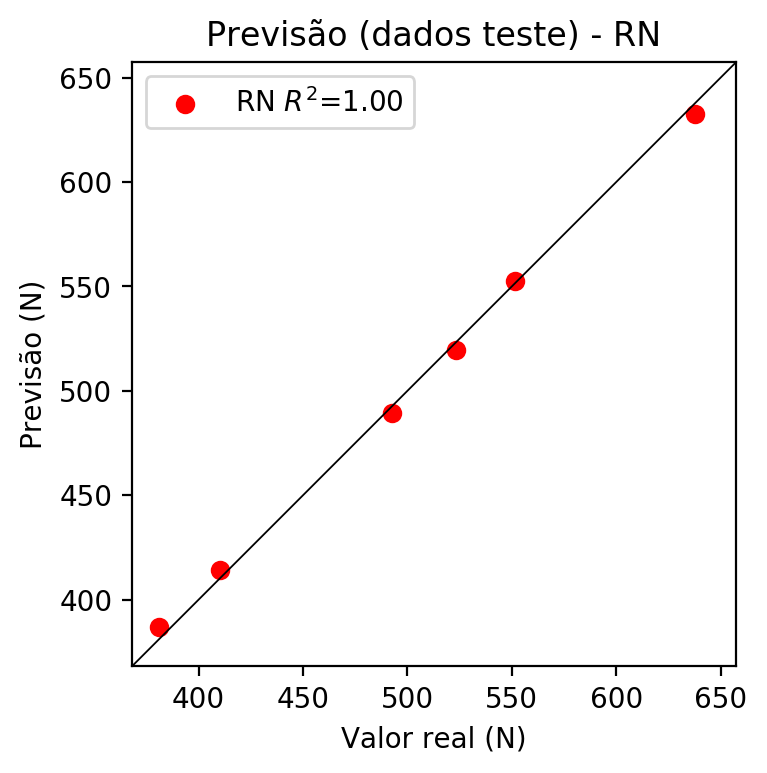 Previsão (dados teste) - RN
RN R²=1.00
650
600
550
500
450
400
Previsão (N)
400 450 500 550 600 650
Valor real (N)